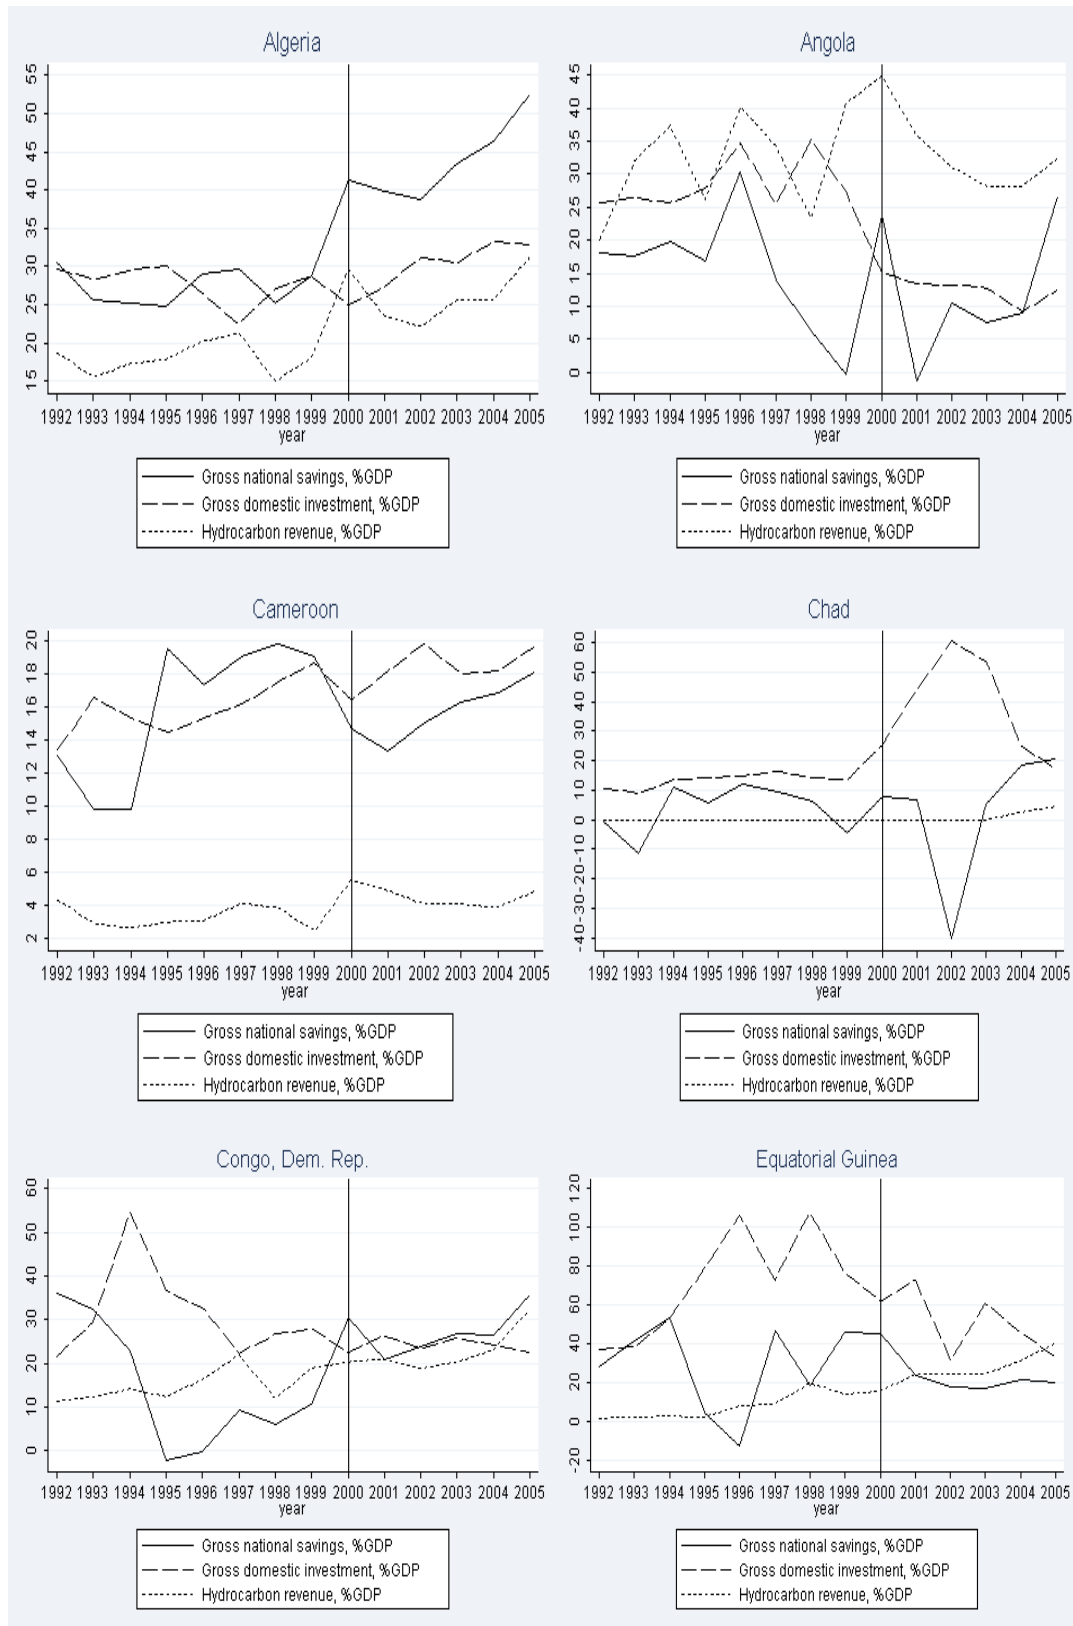 Algeria
55
50
45
40
35
30
25
20
15
1992 1993 1994 1995 1996 1997 1998 1999 2000 2001 2002 2003 2004 2005
year
Gross national savings, %GDP
Gross domestic investment, %GDP
Hydrocarbon revenue, %GDP
Angola
45
40
35
30
25
20
15
10
5
0
1992 1993 1994 1995 1996 1997 1998 1999 2000 2001 2002 2003 2004 2005
year
Gross national savings, %GDP
Gross domestic investment, %GDP
Hydrocarbon revenue, %GDP
Cameroon
20
18
16
14
12
10
8
6
4
2
1992 1993 1994 1995 1996 1997 1998 1999 2000 2001 2002 2003 2004 2005
year
Gross national savings, %GDP
Gross domestic investment, %GDP
Hydrocarbon revenue, %GDP
Chad
60
50
40
30
20
10
0
-10
-20
-30
-40
1992 1993 1994 1995 1996 1997 1998 1999 2000 2001 2002 2003 2004 2005
year
Gross national savings, %GDP
Gross domestic investment, %GDP
Hydrocarbon revenue, %GDP
Congo, Dem. Rep.
60
50
40
30
20
10
0
1992 1993 1994 1995 1996 1997 1998 1999 2000 2001 2002 2003 2004 2005
year
Gross national savings, %GDP
Gross domestic investment, %GDP
Hydrocarbon revenue, %GDP
Equatorial Guinea
120
100
80
60
40
20
0
-20
1992 1993 1994 1995 1996 1997 1998 1999 2000 2001 2002 2003 2004 2005
year
Gross national savings, %GDP
Gross domestic investment, %GDP
Hydrocarbon revenue, %GDP